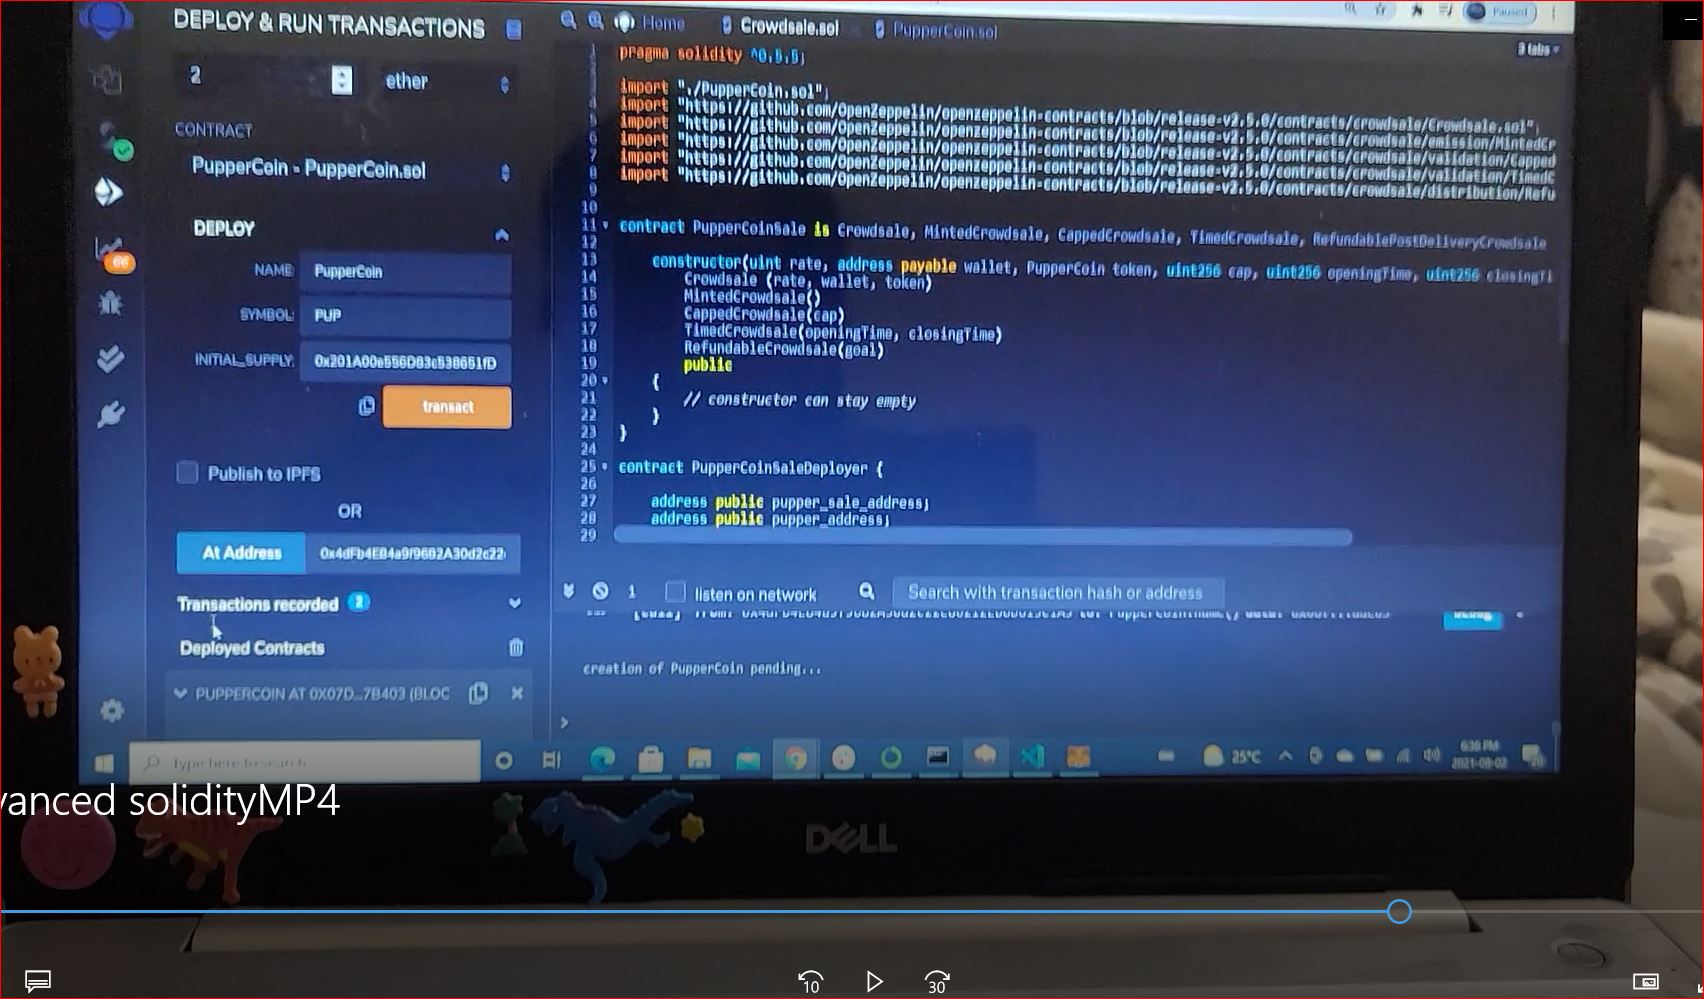 DEPLOY & RUN TRANSACTIONS
2
ether
CONTRACT
PupperCoin - PupperCoin.sol
DEPLOY
NAME: PupperCoin
SYMBOL: PUP
INITIAL_SUPPLY: 0x201A00e556D83c538651fD
transact
Publish to IPFS
OR
At Address
Transactions recorded 2
Deployed Contracts
PUPPERCOIN AT 0X07D...7B403 (BLOC
66
Home
Crowdsale.sol
PupperCoin.sol
Paused
3 tabs
1 pragma solidity ^0.5.5;
2
3 import "./PupperCoin.sol";
4 import "https://github.com/OpenZeppelin/openzeppelin-contracts/blob/release-v2.5.0/contracts/crowdsale/Crowdsale.sol";
5 import "https://github.com/OpenZeppelin/openzeppelin-contracts/blob/release-v2.5.0/contracts/crowdsale/emission/MintedCr
6 import "https://github.com/OpenZeppelin/openzeppelin-contracts/blob/release-v2.5.0/contracts/crowdsale/validation/Capped
7 import "https://github.com/OpenZeppelin/openzeppelin-contracts/blob/release-v2.5.0/contracts/crowdsale/validation/TimedC
8 import "https://github.com/OpenZeppelin/openzeppelin-contracts/blob/release-v2.5.0/contracts/crowdsale/distribution/Refu
9
10
11 contract PupperCoinSale is Crowdsale, MintedCrowdsale, CappedCrowdsale, TimedCrowdsale, RefundablePostDeliveryCrowdsale
12
13 constructor(uint rate, address payable wallet, PupperCoin token, uint256 cap, uint256 openingTime, uint256 closingTi
14 Crowdsale (rate, wallet, token)
15 MintedCrowdsale()
16 CappedCrowdsale(cap)
17 TimedCrowdsale(openingTime, closingTime)
18 RefundableCrowdsale(goal)
19 public
20 {
21 // constructor can stay empty
22 }
23 }
24
25 contract PupperCoinSaleDeployer {
26
27 address public pupper_sale_address;
28 address public pupper_address;
29
1
listen on network
Search with transaction hash or address
creation of PupperCoin pending...
>
Type here to search
25°C
6:36 PM
2021-08-02
vanced solidityMP4
DELL
10
30